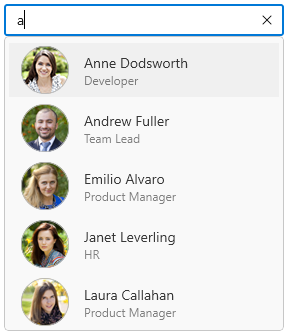 a
Anne Dodsworth
Developer
Andrew Fuller
Team Lead
Emilio Alvaro
Product Manager
Janet Leverling
HR
Laura Callahan
Product Manager